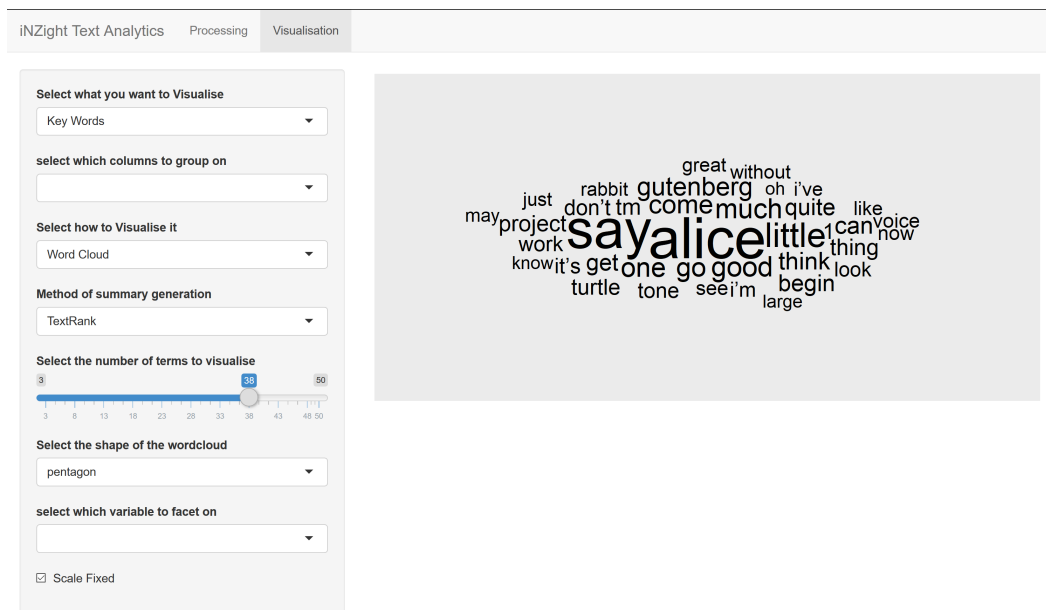 iNZight Text Analytics Processing Visualisation
Select what you want to Visualise
Key Words
select which columns to group on
Select how to Visualise it
Word Cloud
Method of summary generation
TextRank
Select the number of terms to visualise
3 38 50
3 8 13 18 23 28 33 38 43 48 50
Select the shape of the wordcloud
pentagon
select which variable to facet on
Scale Fixed
great without
rabbit gutenberg oh i've
just don't tm come much quite like
may project say alice little 1 can voice
work thing now
know it's get one go good think look
turtle tone see i'm begin
large